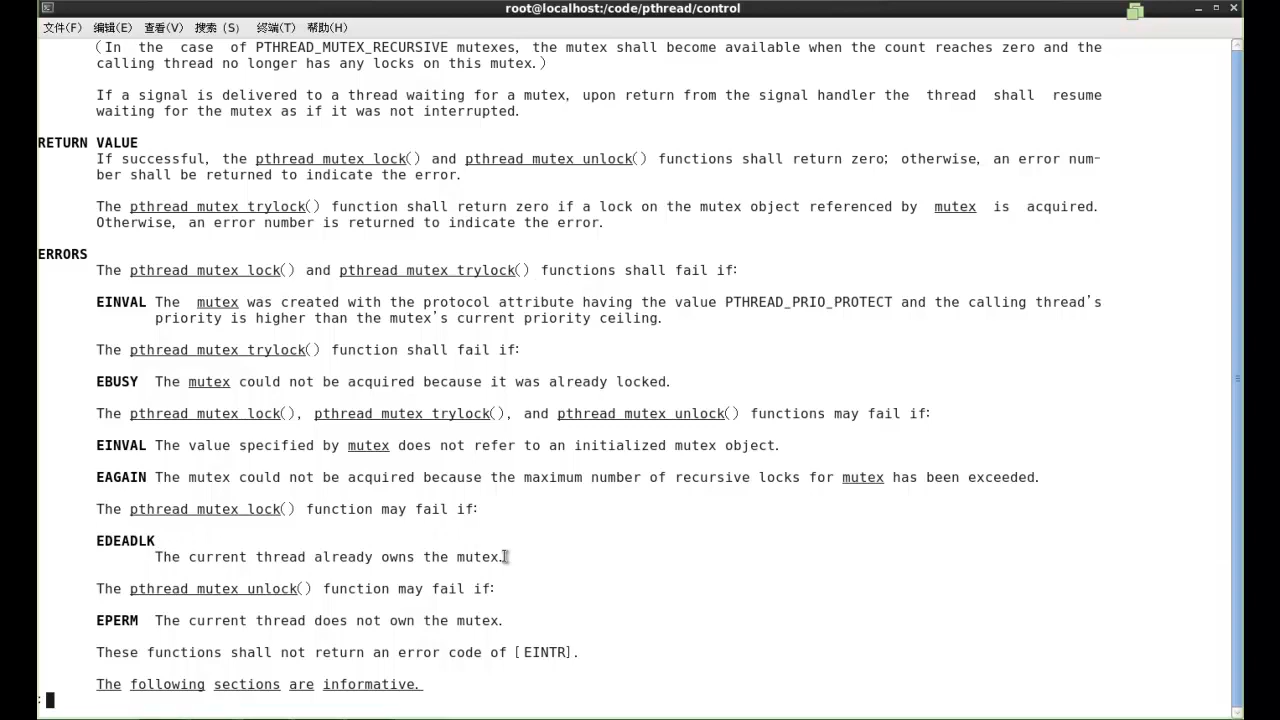 root@localhost:/code/pthread/control
文件(F) 编辑(E) 查看(V) 搜索 (S) 终端(T) 帮助(H)
(In the case of PTHREAD_MUTEX_RECURSIVE mutexes, the mutex shall become available when the count reaches zero and the
calling thread no longer has any locks on this mutex.)
If a signal is delivered to a thread waiting for a mutex, upon return from the signal handler the thread shall resume
waiting for the mutex as if it was not interrupted.
RETURN VALUE
If successful, the pthread_mutex_lock() and pthread_mutex_unlock() functions shall return zero; otherwise, an error num-
ber shall be returned to indicate the error.
The pthread_mutex_trylock() function shall return zero if a lock on the mutex object referenced by mutex is acquired.
Otherwise, an error number is returned to indicate the error.
ERRORS
The pthread_mutex_lock() and pthread_mutex_trylock() functions shall fail if:
EINVAL The mutex was created with the protocol attribute having the value PTHREAD_PRIO_PROTECT and the calling thread's
priority is higher than the mutex's current priority ceiling.
The pthread_mutex_trylock() function shall fail if:
EBUSY The mutex could not be acquired because it was already locked.
The pthread_mutex_lock(), pthread_mutex_trylock(), and pthread_mutex_unlock() functions may fail if:
EINVAL The value specified by mutex does not refer to an initialized mutex object.
EAGAIN The mutex could not be acquired because the maximum number of recursive locks for mutex has been exceeded.
The pthread_mutex_lock() function may fail if:
EDEADLK
The current thread already owns the mutex.
The pthread_mutex_unlock() function may fail if:
EPERM The current thread does not own the mutex.
These functions shall not return an error code of [EINTR].
The following sections are informative.
: